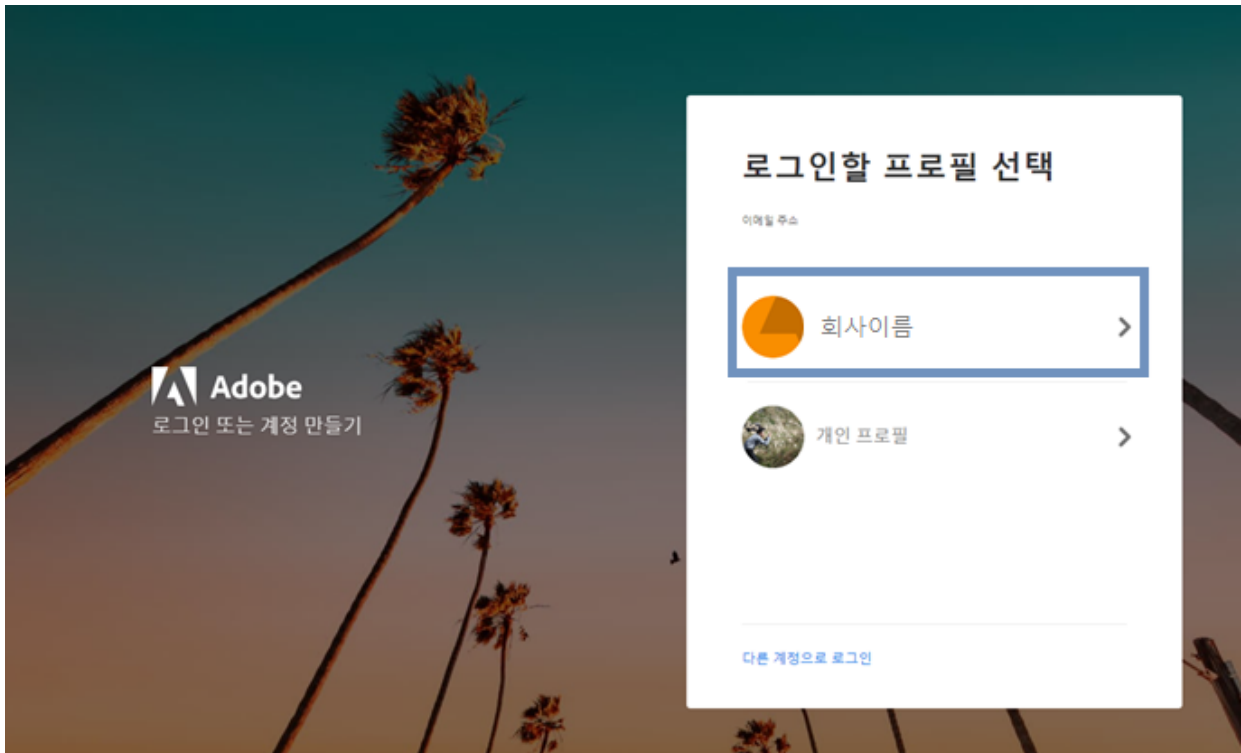 Adobe
로그인 또는 계정 만들기
로그인할 프로필 선택
이메일 주소
회사이름
개인 프로필
다른 계정으로 로그인